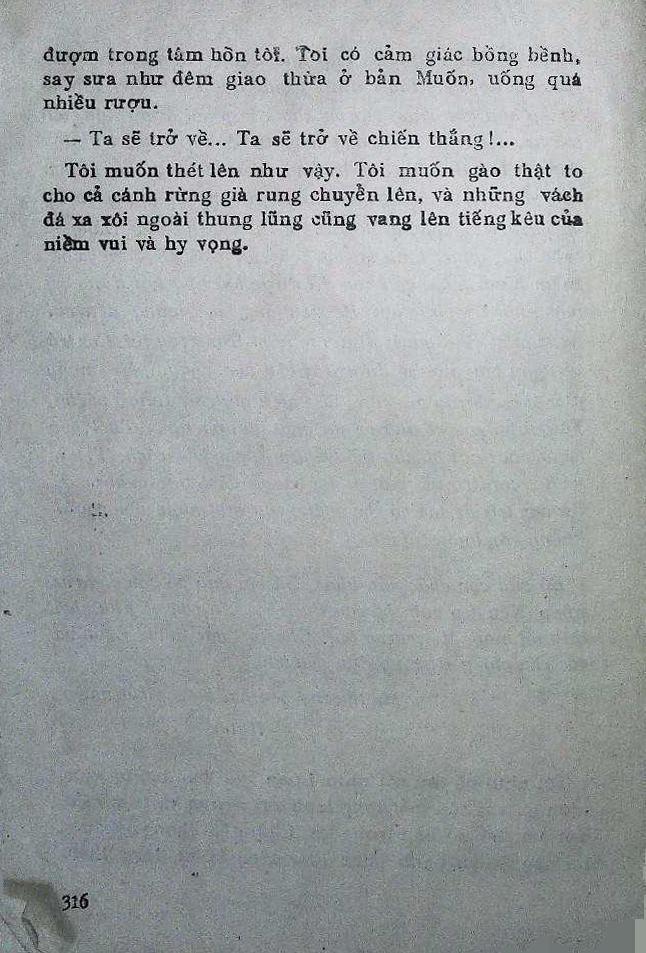 đượm trong tâm hồn tôi. Toi có cảm giác bồng bềnh,
say sưa như đêm giao thừa ở bản Muốn, uống quá
nhiều rượu.
— Ta sẽ trở về... Ta sẽ trở về chiến thắng!...
Tôi muốn thét lên như vậy. Tôi muốn gào thật to
cho cả cánh rừng già rung chuyển lên, và những vách
đá xa xôi ngoài thung lũng cũng vang lên tiếng kêu của
niềm vui và hy vọng.
316